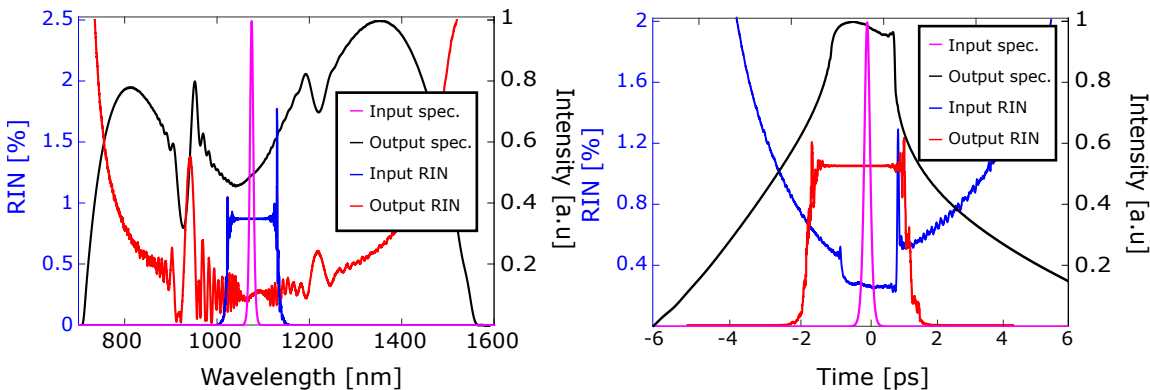 2.5
2
1.5
1
0.5
0
RIN [%]
800
1000
1200
1400
1600
Wavelength [nm]
1
0.8
0.6
0.4
0.2
Intensity [a.u]
Input spec.
Output spec.
Input RIN
Output RIN
2
1.6
1.2
0.8
0.4
RIN [%]
-6
-4
-2
0
2
4
6
Time [ps]
1
0.8
0.6
0.4
0.2
Intensity [a.u]
Input spec.
Output spec.
Input RIN
Output RIN